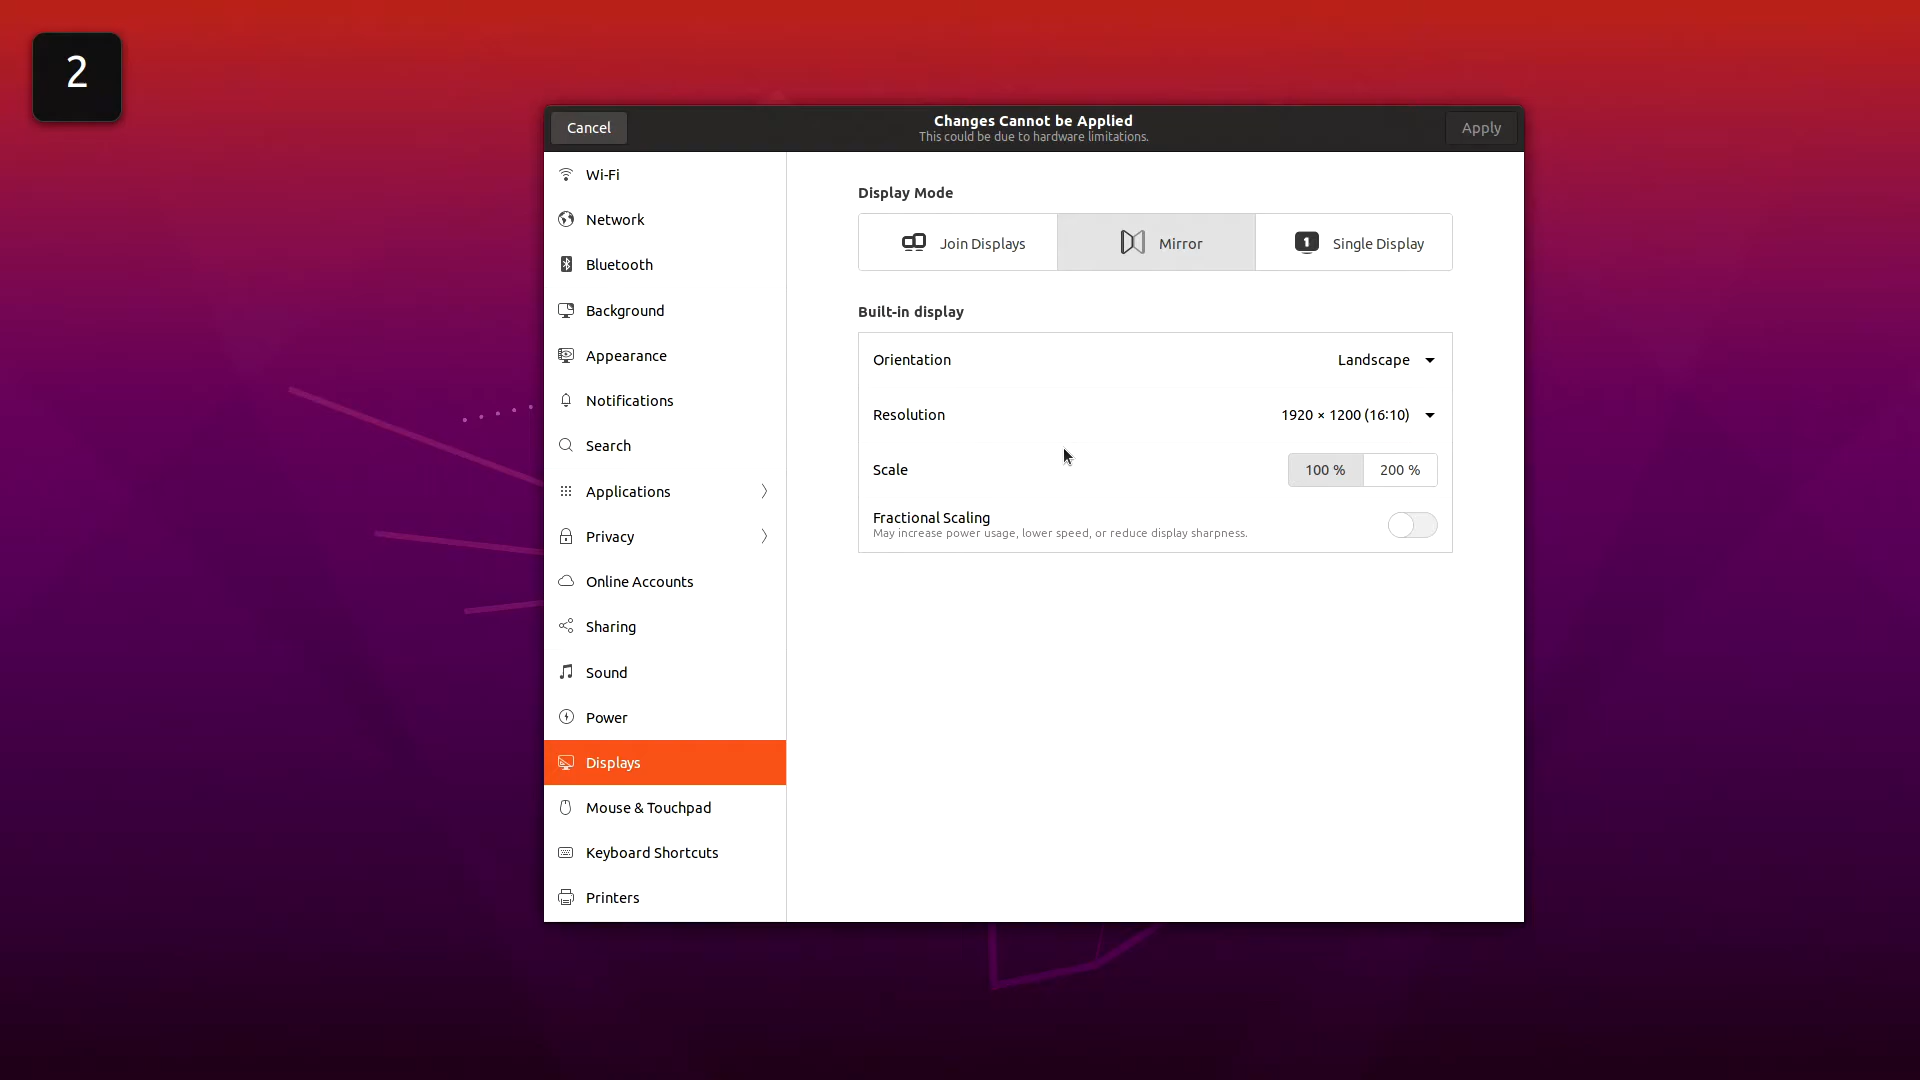 2
Cancel
Changes Cannot be Applied
This could be due to hardware limitations.
Apply
Wi-Fi
Network
Bluetooth
Background
Appearance
Notifications
Search
Applications
Privacy
Online Accounts
Sharing
Sound
Power
Displays
Mouse & Touchpad
Keyboard Shortcuts
Printers
Display Mode
Join Displays
Mirror
1 Single Display
Built-in display
Orientation Landscape
Resolution 1920 × 1200 (16:10)
Scale 100 % 200 %
Fractional Scaling
May increase power usage, lower speed, or reduce display sharpness.